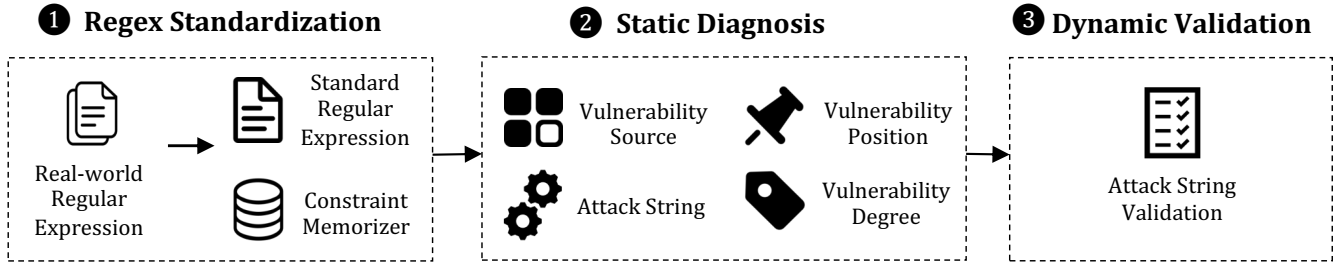 ❶ Regex Standardization
Real-world
Regular
Expression
Standard
Regular
Expression
Constraint
Memorizer
❷ Static Diagnosis
Vulnerability
Source
Vulnerability
Position
Attack String
Vulnerability
Degree
❸ Dynamic Validation
Attack String
Validation